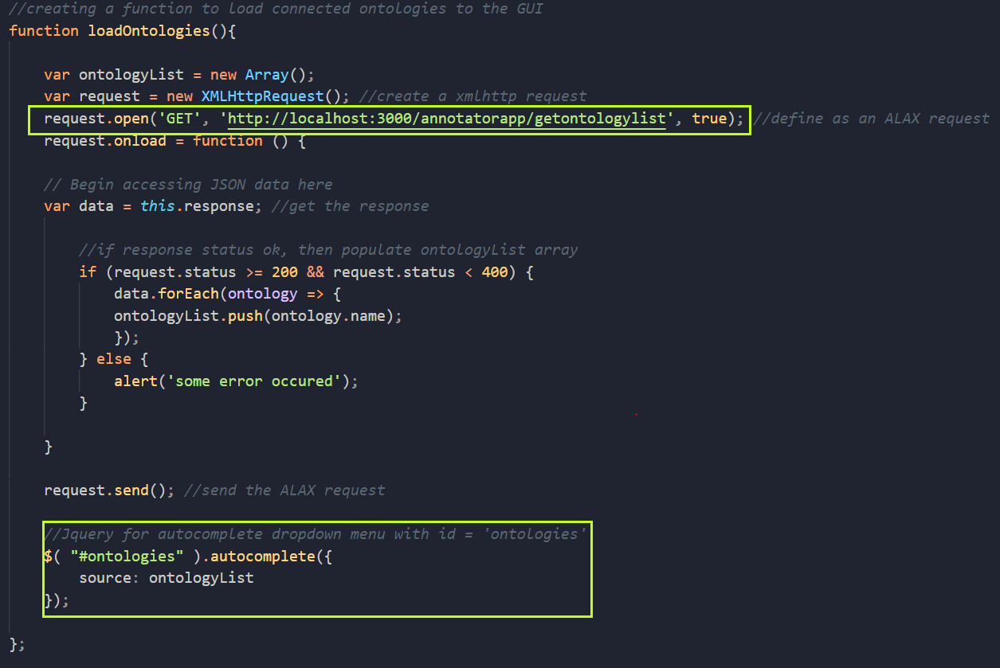 //creating a function to load connected ontologies to the GUI
function loadOntologies(){
var ontologyList = new Array();
var request = new XMLHttpRequest(); //create a xmlhttp request
request.open('GET', 'http://localhost:3000/annotatorapp/getontologylist', true); //define as an ALAX request
request.onload = function () {
// Begin accessing JSON data here
var data = this.response; //get the response
//if response status ok, then populate ontologyList array
if (request.status >= 200 && request.status < 400) {
data.forEach(ontology => {
ontologyList.push(ontology.name);
});
} else {
alert('some error occured');
}
}
request.send(); //send the ALAX request
//Jquery for autocomplete dropdown menu with id = 'ontologies'
$( "#ontologies" ).autocomplete({
source: ontologyList
});
};